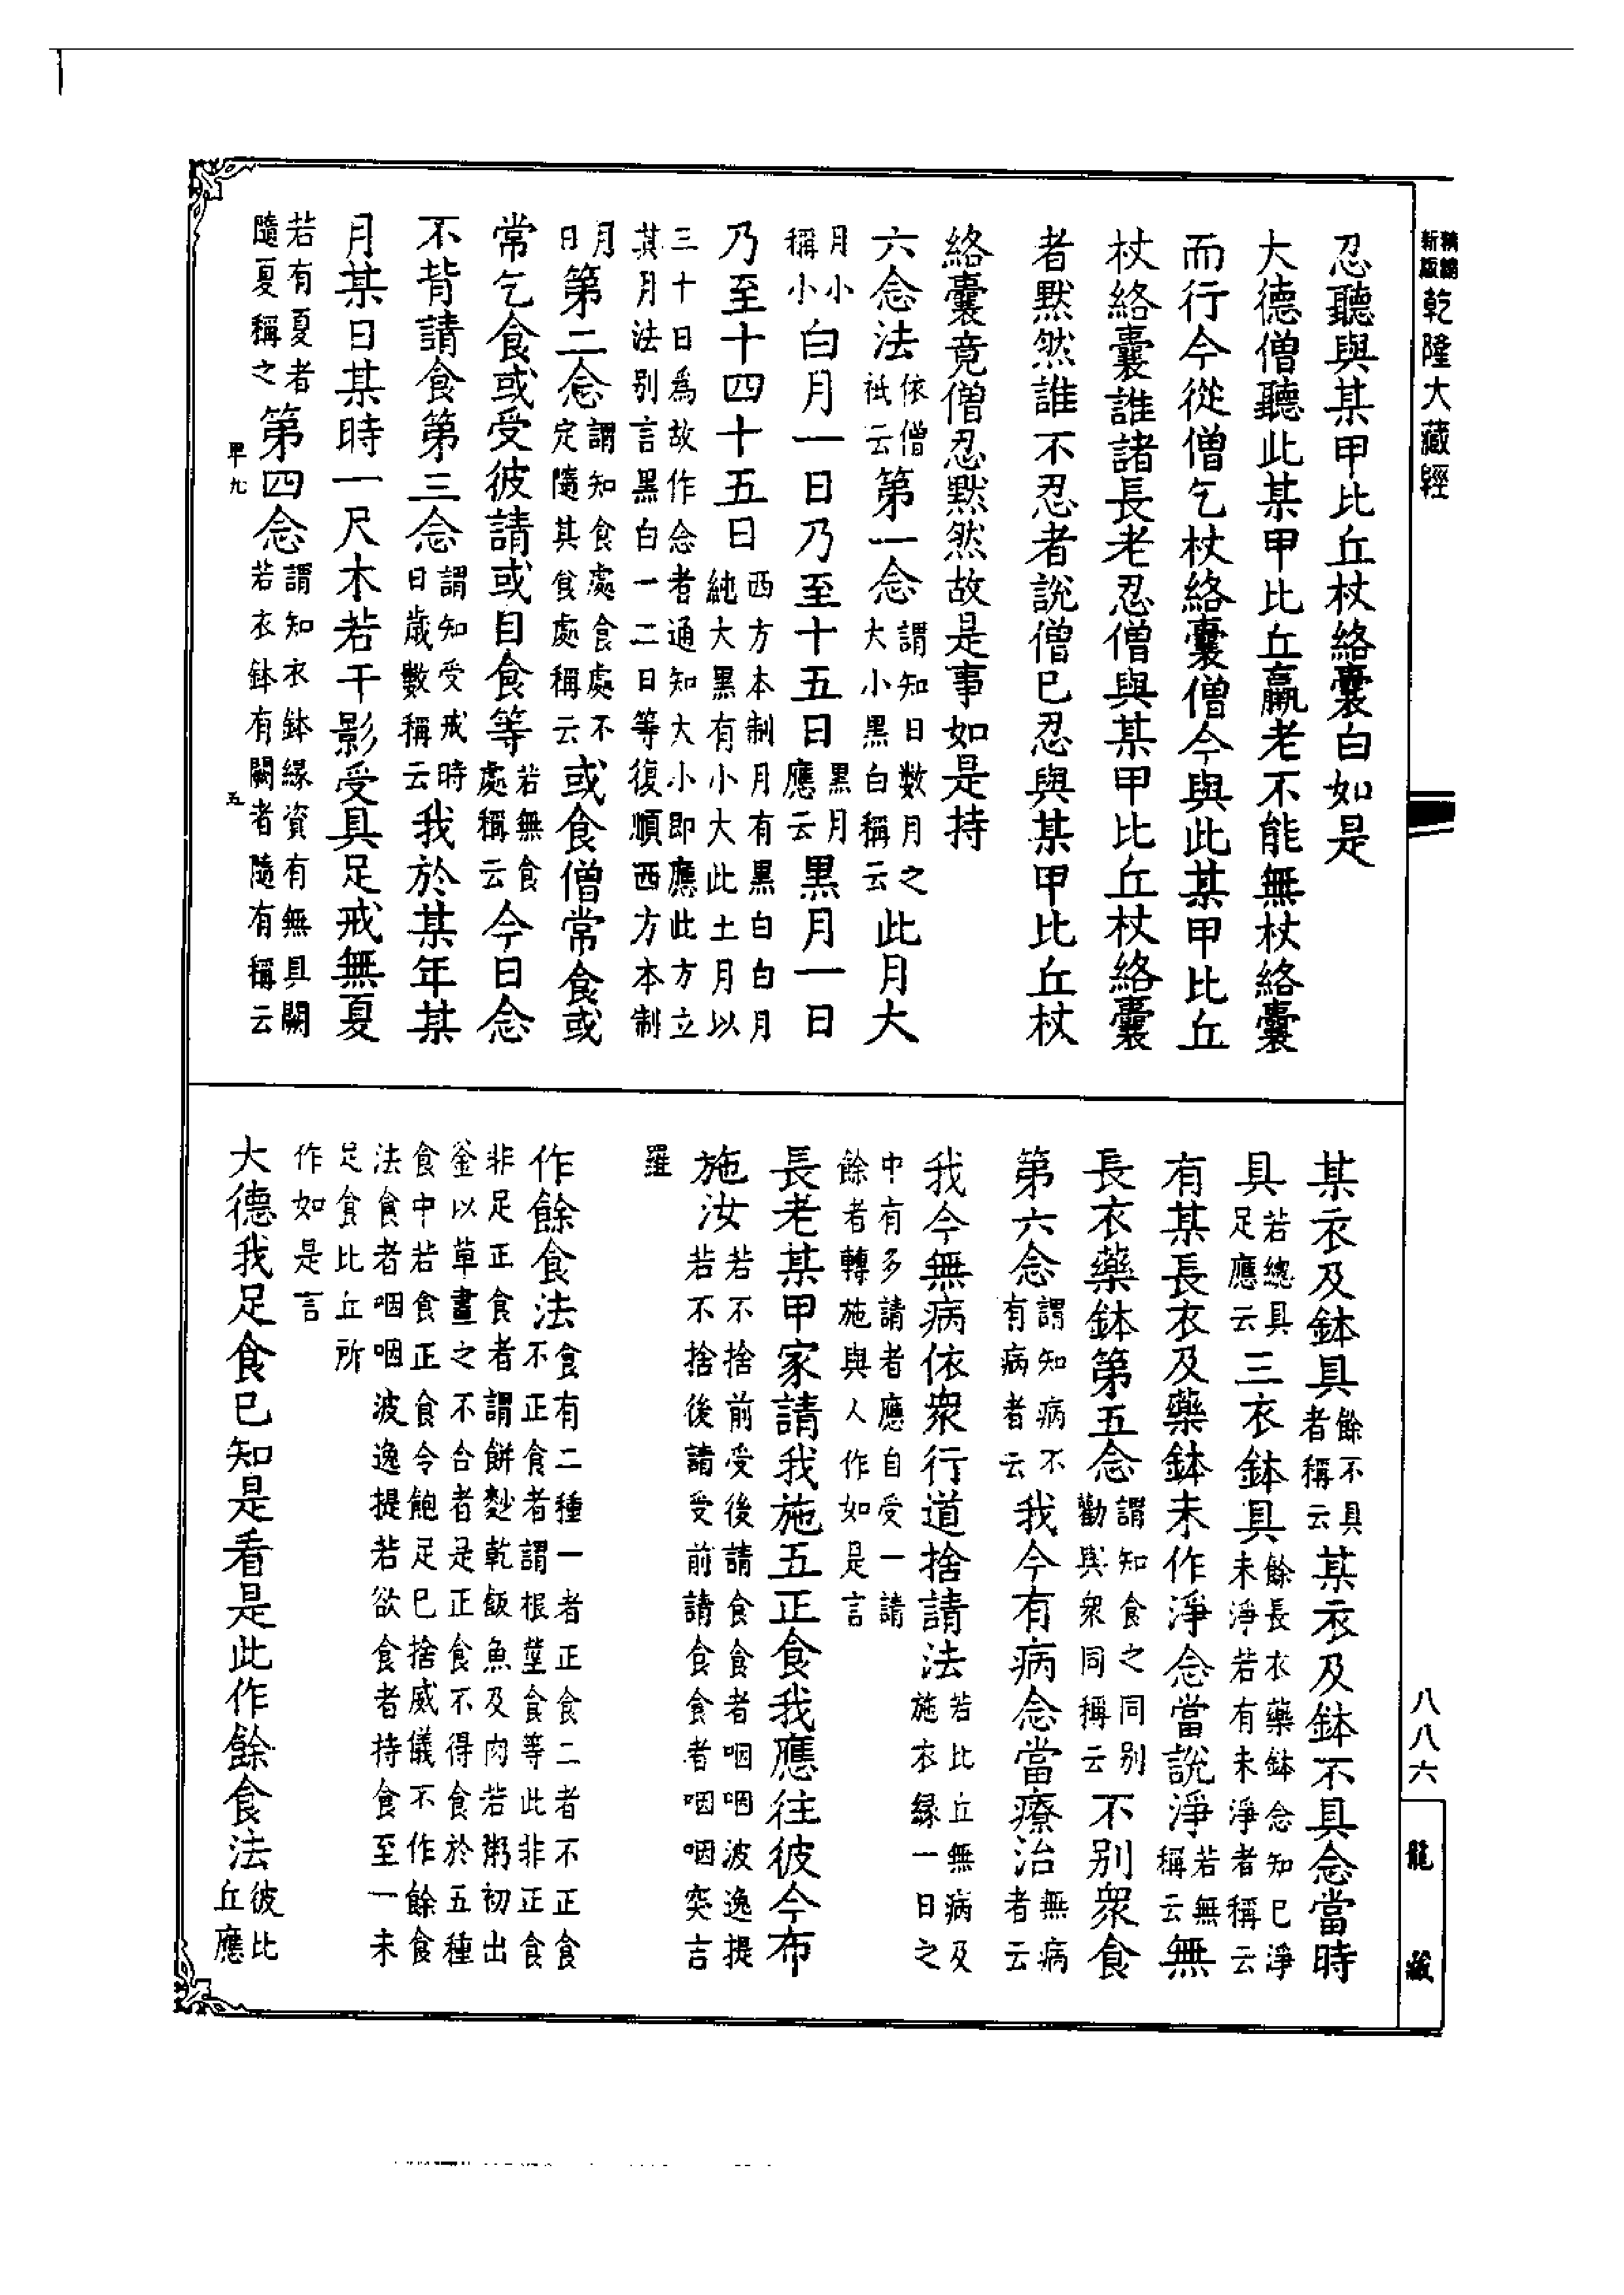 新版
精縮
乾隆大藏經
八八六
龍藏
忍聽與某甲比丘杖絡囊白如是
大德僧聽此某甲比丘羸老不能無杖絡囊
而行今從僧乞杖絡囊僧今與此某甲比丘
杖絡囊誰諸長老忍僧與某甲比丘杖絡囊
者默然誰不忍者說僧已忍與某甲比丘杖
絡囊竟僧忍默然故是事如是持
六念法依僧祇云第一念謂知日數月之大小黑白稱云此月大
月小稱小白月一日乃至十五日黑月應云黑月一日
乃至十四十五日西方本制月有黑白白月純大黑有小大此土月以
三十日為故作念者通知大小即應此方立其月法别言黑白一二日等復順西方本制
月日第二念謂知食處食處不定隨其食處稱云或食僧常食或
常乞食或受彼請或自食等若無食處稱云今日念
不背請食第三念謂知受戒時日歲數稱云我於某年某
月某日某時一尺木若干影受具足戒無夏
若有夏者隨夏稱之第四念謂知衣鉢緣資有無具闕若衣鉢有闕者隨有稱云
單九
五
某衣及鉢具餘不具者稱云某衣及鉢不具念當時
具若總具足應云三衣鉢具餘長衣藥鉢念知已淨未淨若有未淨者稱云
有某長衣及藥鉢未作淨念當說淨若無稱云無
長衣藥鉢第五念謂知食之同别勸與衆同稱云不别衆食
第六念謂知病不有病者云我今有病念當療治無病者云
我今無病依衆行道捨請法若比丘無病及施衣緣一日之
中有多請者應自受一請餘者轉施與人作如是言
長老某甲家請我施五正食我應往彼今布
施汝若不捨前受後請食食者咽咽波逸提若不捨後請受前請食食者咽咽突吉
羅
作餘食法食有二種一者正食二者不正食不正食者謂根莖食等此非正食
非足正食者謂餅麨乾飯魚及肉若粥初出釜以草畫之不合者是正食不得食於五種
食中若食正食令飽足已捨威儀不作餘食法食者咽咽波逸提若欲食者持食至一未
足食比丘所作如是言
大德我足食已知是看是此作餘食法彼比丘應